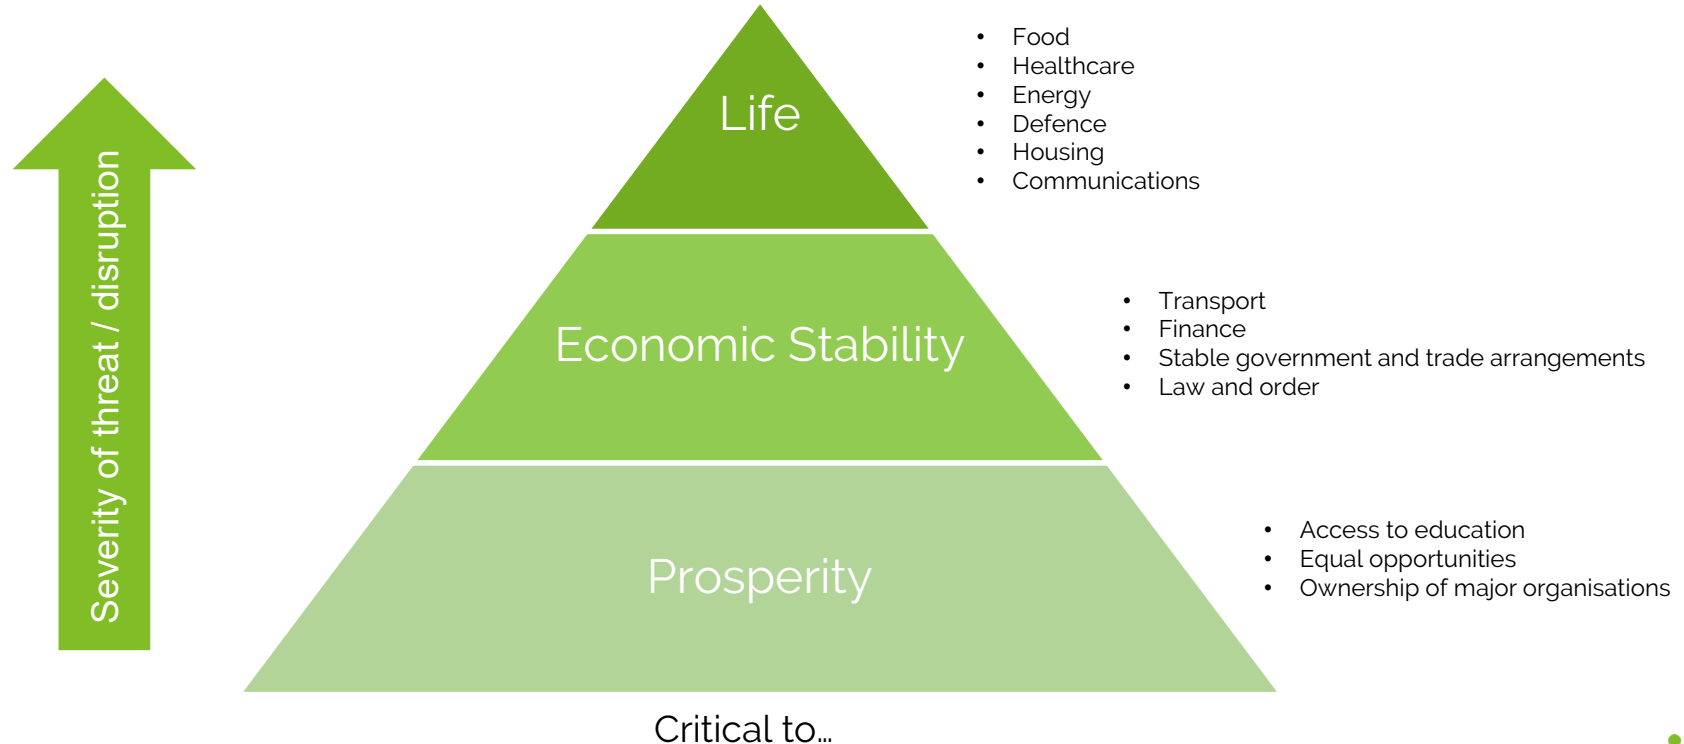 Severity of threat / disruption
Life
• Food
• Healthcare
• Energy
• Defence
• Housing
• Communications
Economic Stability
• Transport
• Finance
• Stable government and trade arrangements
• Law and order
Prosperity
• Access to education
• Equal opportunities
• Ownership of major organisations
Critical to…